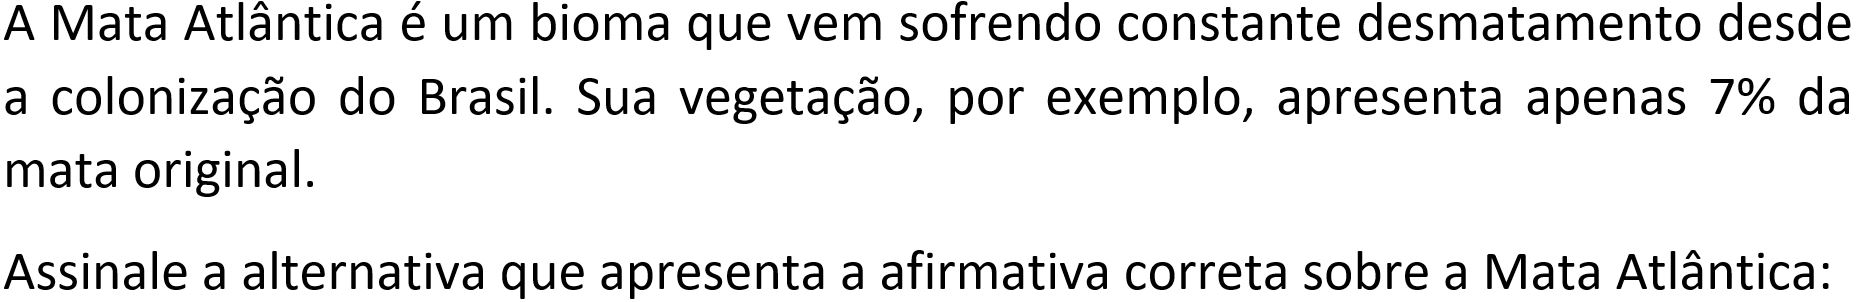 A Mata Atlântica é um bioma que vem sofrendo constante desmatamento desde
a colonização do Brasil. Sua vegetação, por exemplo, apresenta apenas 7% da
mata original.
Assinale a alternativa que apresenta a afirmativa correta sobre a Mata Atlântica: